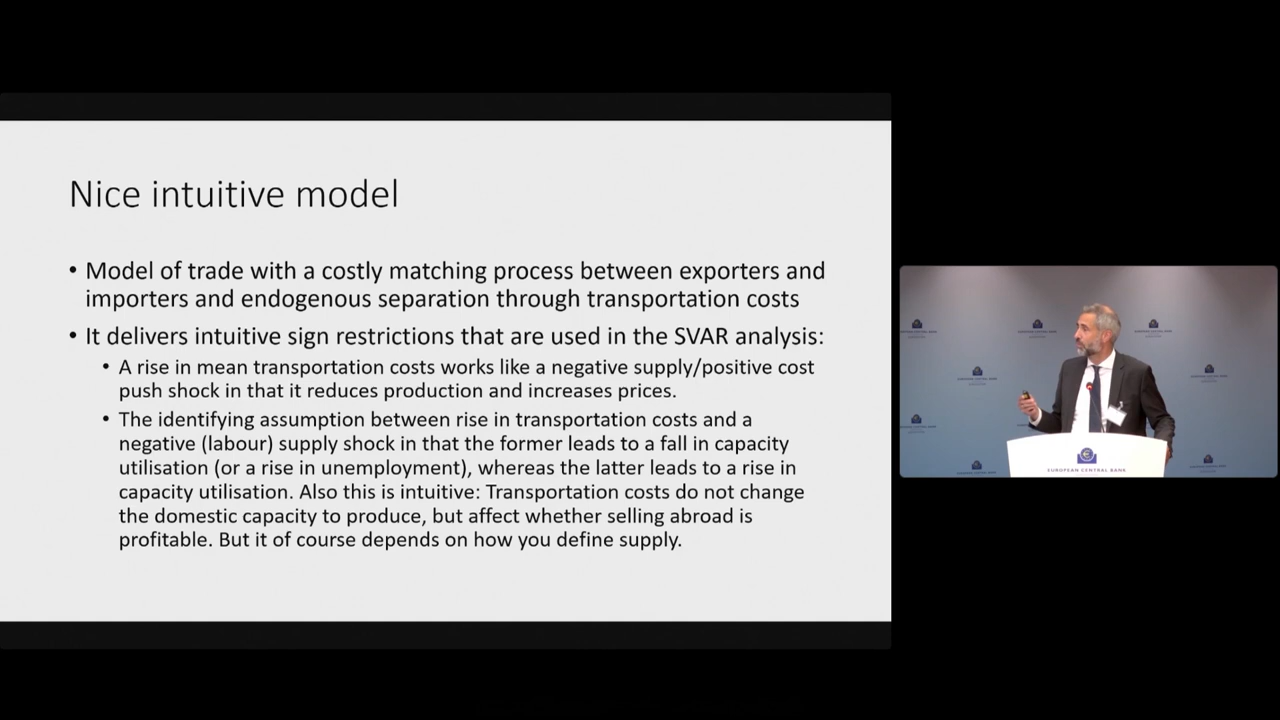 Nice intuitive model
• Model of trade with a costly matching process between exporters and
importers and endogenous separation through transportation costs
• It delivers intuitive sign restrictions that are used in the SVAR analysis:
• A rise in mean transportation costs works like a negative supply/positive cost
push shock in that it reduces production and increases prices.
• The identifying assumption between rise in transportation costs and a
negative (labour) supply shock in that the former leads to a fall in capacity
utilisation (or a rise in unemployment), whereas the latter leads to a rise in
capacity utilisation. Also this is intuitive: Transportation costs do not change
the domestic capacity to produce, but affect whether selling abroad is
profitable. But it of course depends on how you define supply.
EUROPEAN CENTRAL BANK